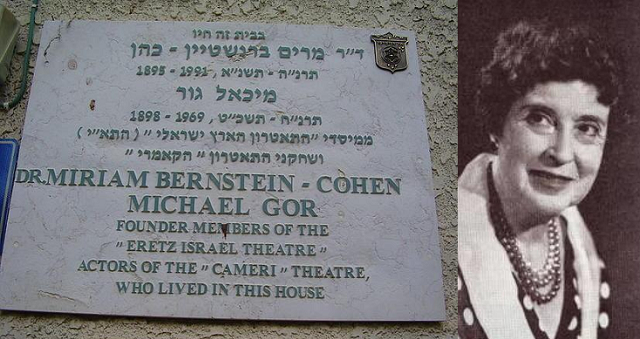 בבית זה חיו
ד״ר מרים ברנשטיין - כהן
תרנ״ה - תשנ״א , 1991 - 1895
מיכאל גור
תרנ״ח - תשכ״ט , 1969 - 1898
ממיסדי ״התאטרון הארץ ישראלי ״ ( התא״י )
ושחקני התאטרון ״ הקאמרי ״
DR.MIRIAM BERNSTEIN - COHEN
MICHAEL GOR
FOUNDER MEMBERS OF THE
" ERETZ ISRAEL THEATRE "
ACTORS OF THE " CAMERI " THEATRE,
WHO LIVED IN THIS HOUSE